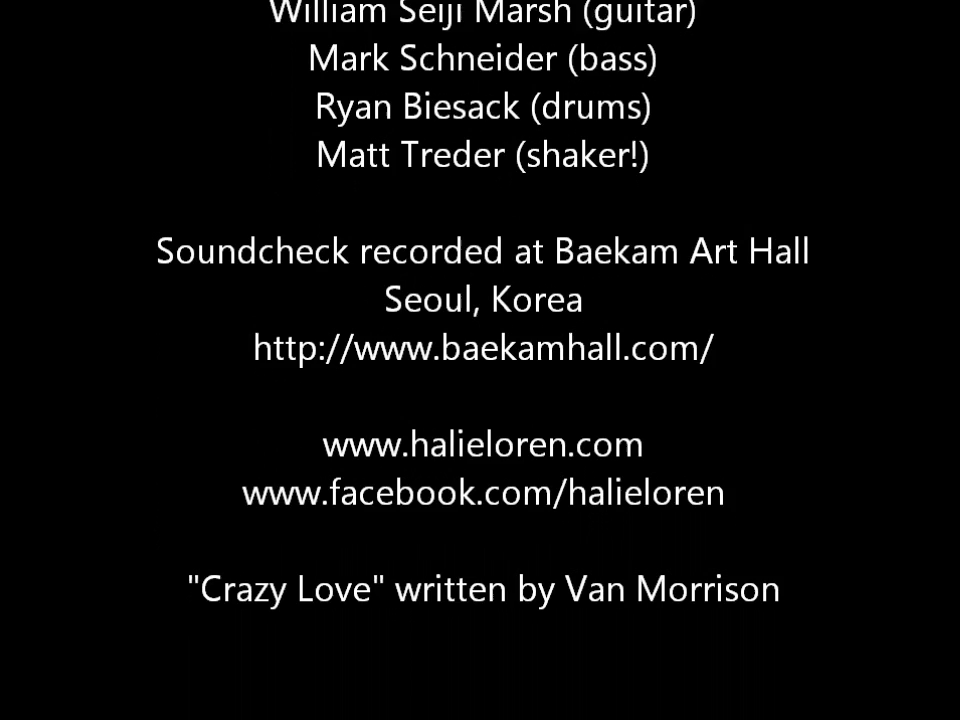 William Seiji Marsh (guitar)
Mark Schneider (bass)
Ryan Biesack (drums)
Matt Treder (shaker!)
Soundcheck recorded at Baekam Art Hall
Seoul, Korea
http://www.baekamhall.com/
www.halieloren.com
www.facebook.com/halieloren
"Crazy Love" written by Van Morrison